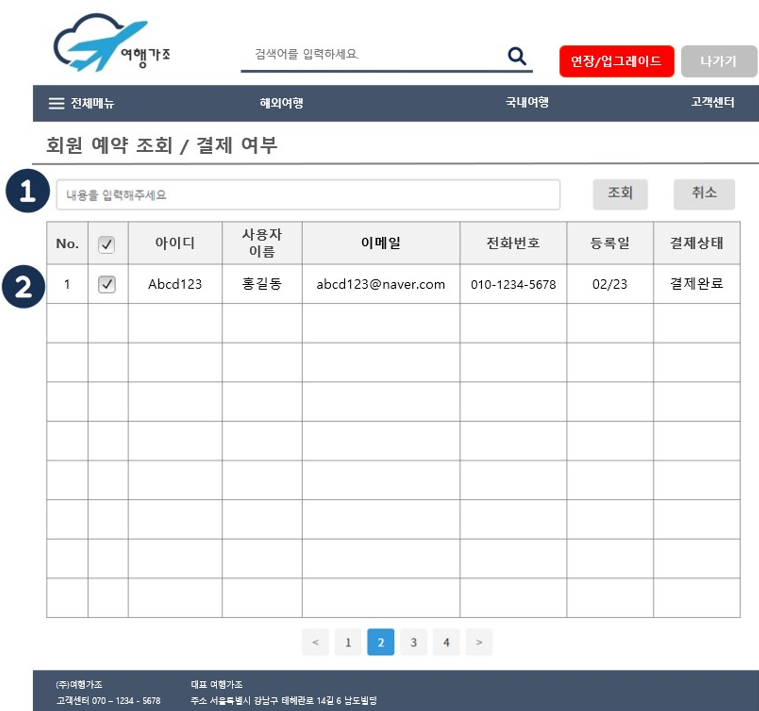 여행가조
검색어를 입력하세요.
연장/업그레이드
나가기
전체메뉴
해외여행
국내여행
고객센터
회원 예약 조회 / 결제 여부
1
내용을 입력해주세요
조회
취소
No. 아이디 사용자 이름 이메일 전화번호 등록일 결제상태
2
1 Abcd123 홍길동 abcd123@naver.com 010-1234-5678 02/23 결제완료
< 1 2 3 4 >
(주)여행가조 대표 여행가조
고객센터 070 – 1234 - 5678 주소 서울특별시 강남구 테헤란로 14길 6 남도빌딩